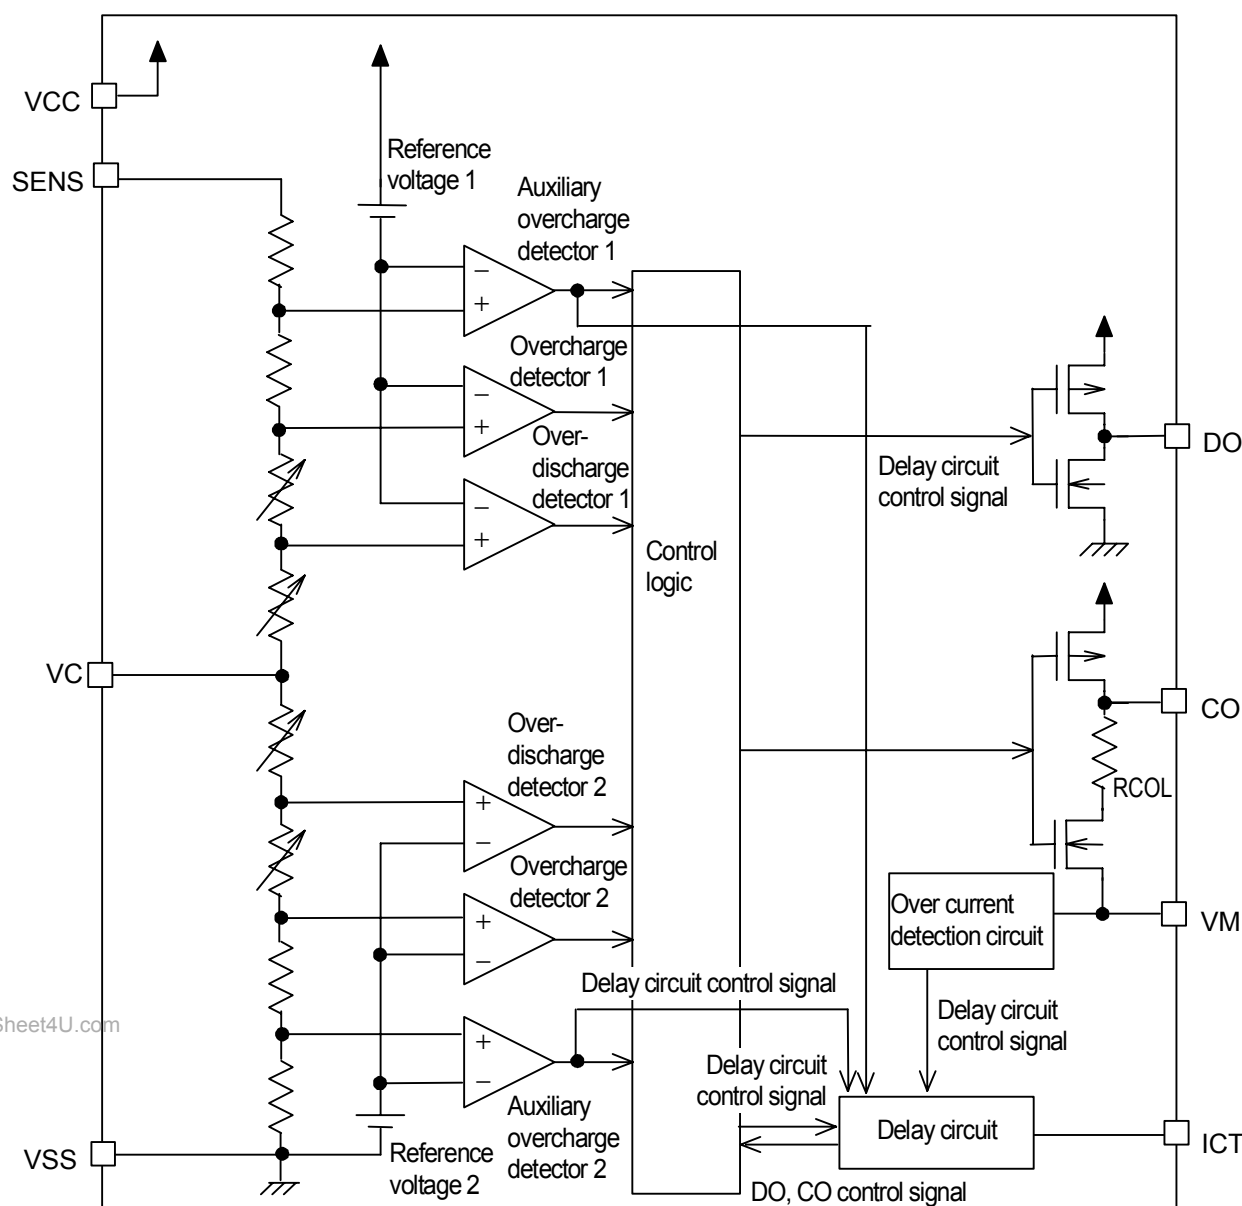 VCC
SENS
Reference
voltage 1
Auxiliary
overcharge
detector 1
−
+
Overcharge
detector 1
−
+
Over-
discharge
detector 1
−
+
Control
logic
Delay circuit
control signal
DO
VC
CO
RCOL
Over-
discharge
detector 2
+
−
Overcharge
detector 2
+
−
Over current
detection circuit
VM
Delay circuit control signal
Delay circuit
control signal
Sheet4U.com
+
−
Delay circuit
control signal
Auxiliary
overcharge
detector 2
Delay circuit
ICT
VSS
Reference
voltage 2
DO, CO control signal